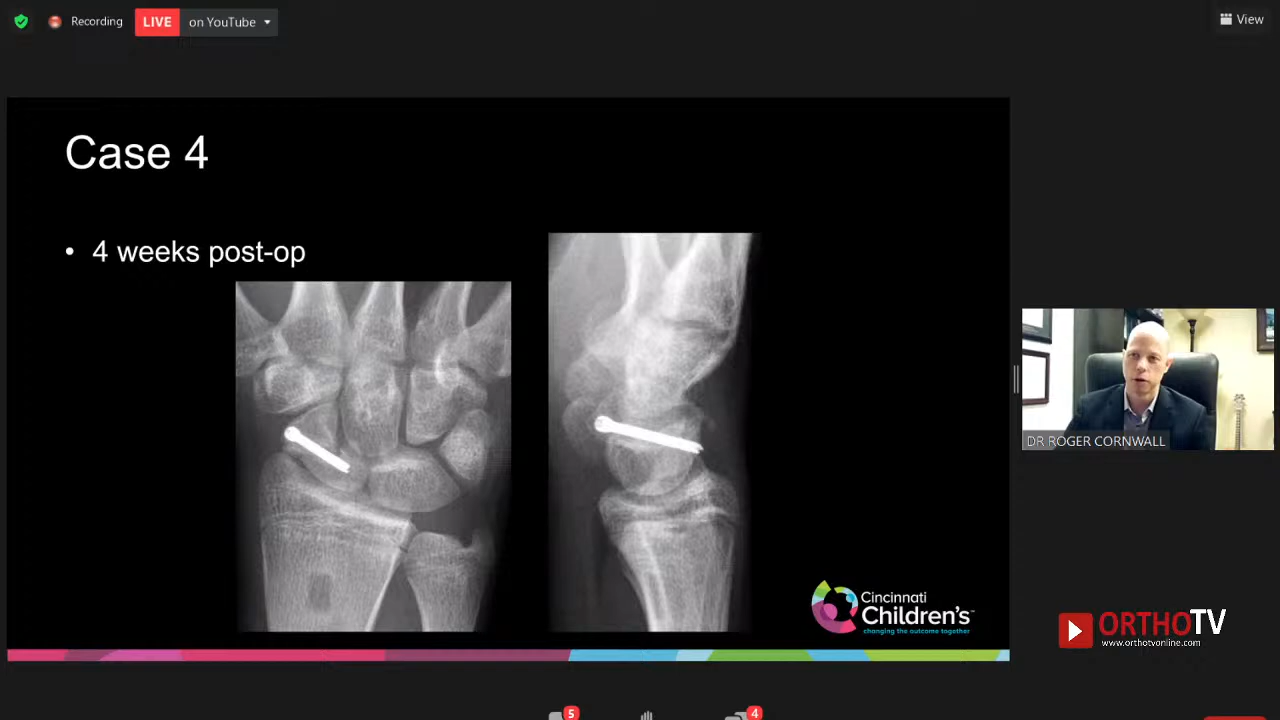 Recording
LIVE on YouTube
View
Case 4
• 4 weeks post-op
DR ROGER CORNWALL
Cincinnati
Children's™
changing the outcome together
ORTHOTV
www.orthotvonline.com
5
4